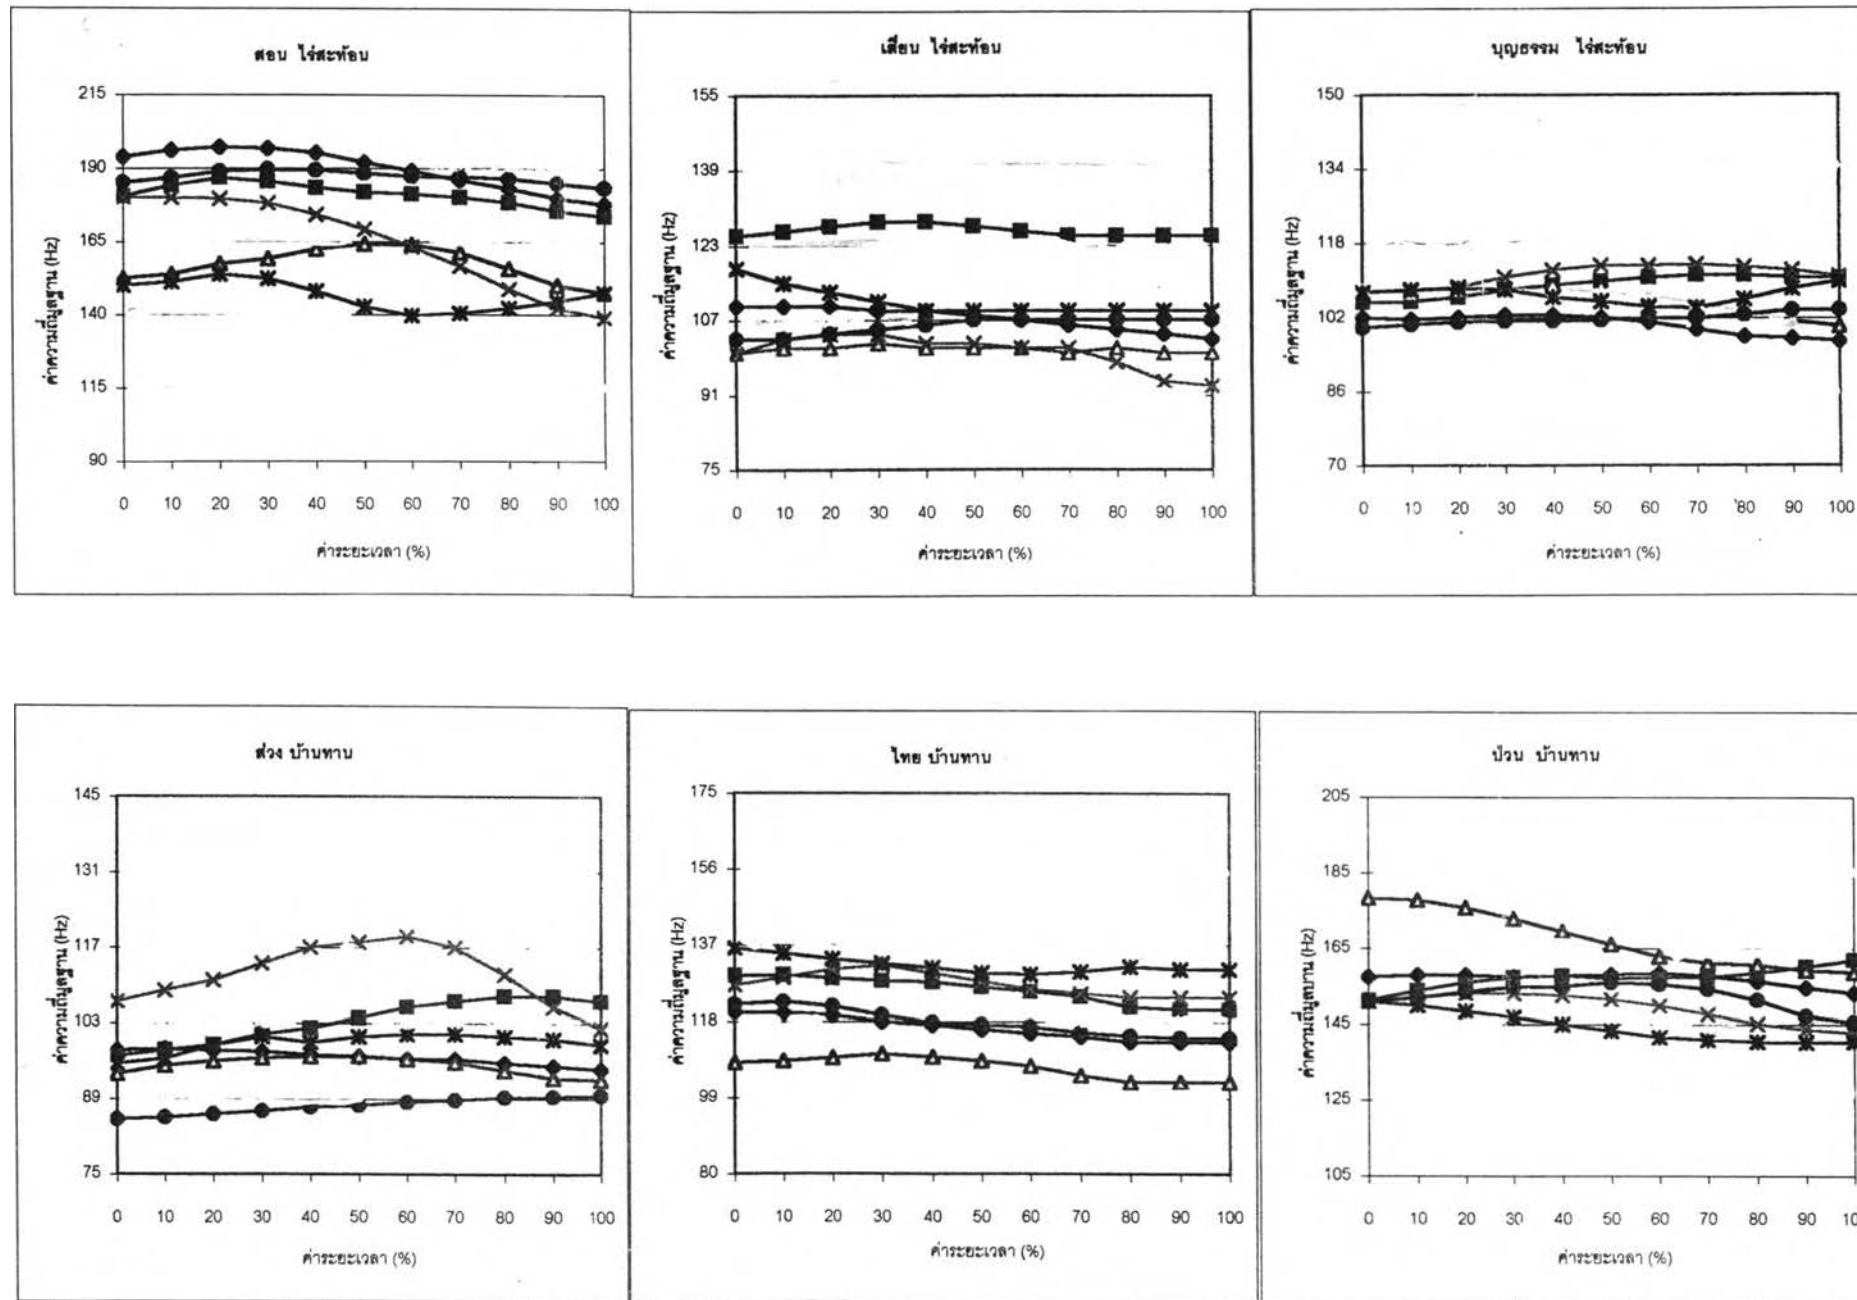 สอน ไร่สะท้อน
ค่าความถี่มูลฐาน (Hz)
215
190
165
140
115
90
0 10 20 30 40 50 60 70 80 90 100
ค่าระยะเวลา (%)
เสี่ยน ไร่สะท้อน
ค่าความถี่มูลฐาน (Hz)
155
139
123
107
91
75
0 10 20 30 40 50 60 70 80 90 100
ค่าระยะเวลา (%)
บุญธรรม ไร่สะท้อน
ค่าความถี่มูลฐาน (Hz)
150
134
118
102
86
70
0 10 20 30 40 50 60 70 80 90 100
ค่าระยะเวลา (%)
ส่วง บ้านทาน
ค่าความถี่มูลฐาน (Hz)
145
131
117
103
89
75
0 10 20 30 40 50 60 70 80 90 100
ค่าระยะเวลา (%)
ไทย บ้านทาน
ค่าความถี่มูลฐาน (Hz)
175
156
137
118
99
80
0 10 20 30 40 50 60 70 80 90 100
ค่าระยะเวลา (%)
ป่วน บ้านทาน
ค่าความถี่มูลฐาน (Hz)
205
185
165
145
125
105
0 10 20 30 40 50 60 70 80 90 100
ค่าระยะเวลา (%)